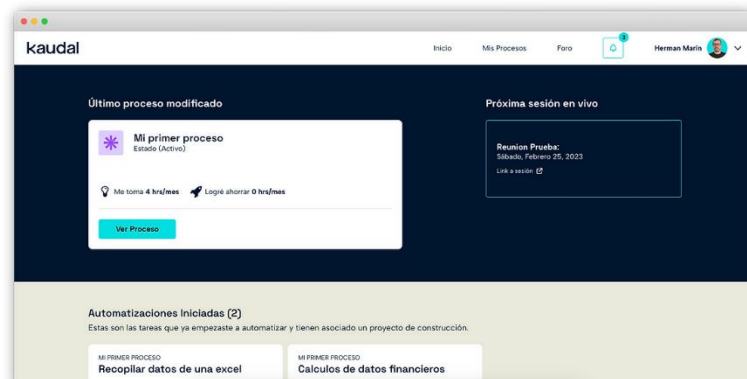 kaudal
Inicio
Mis Procesos
Foro
3
Herman Marin
Último proceso modificado
Mi primer proceso
Estado (Activo)
Me toma 4 hrs/mes
Logré ahorrar 0 hrs/mes
Ver Proceso
Próxima sesión en vivo
Reunion Prueba:
Sábado, Febrero 25, 2023
Link a sesión
Automatizaciones Iniciadas (2)
Estas son las tareas que ya empezaste a automatizar y tienen asociado un proyecto de construcción.
MI PRIMER PROCESO
Recopilar datos de una excel
MI PRIMER PROCESO
Calculos de datos financieros